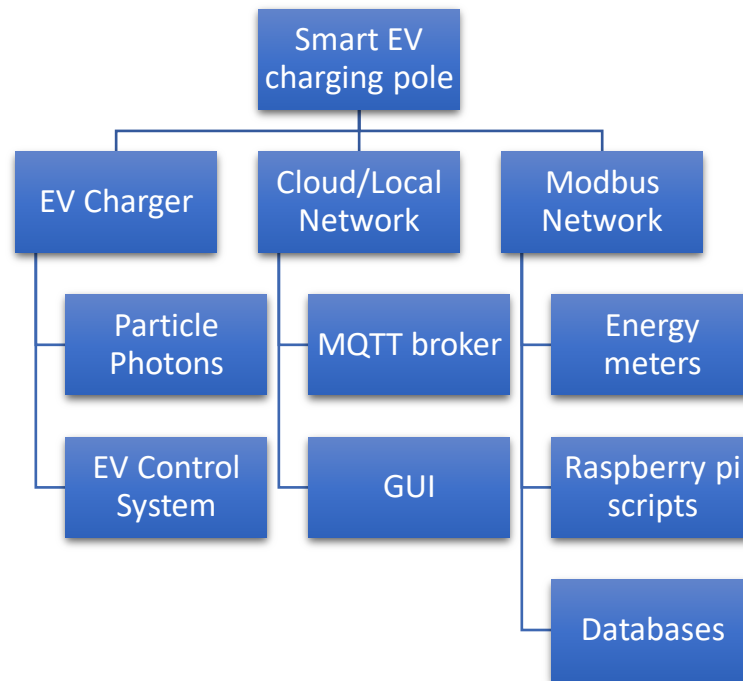 Smart EV
charging pole
EV Charger
Cloud/Local
Network
Modbus
Network
Particle
Photons
MQTT broker
Energy
meters
EV Control
System
GUI
Raspberry pi
scripts
Databases